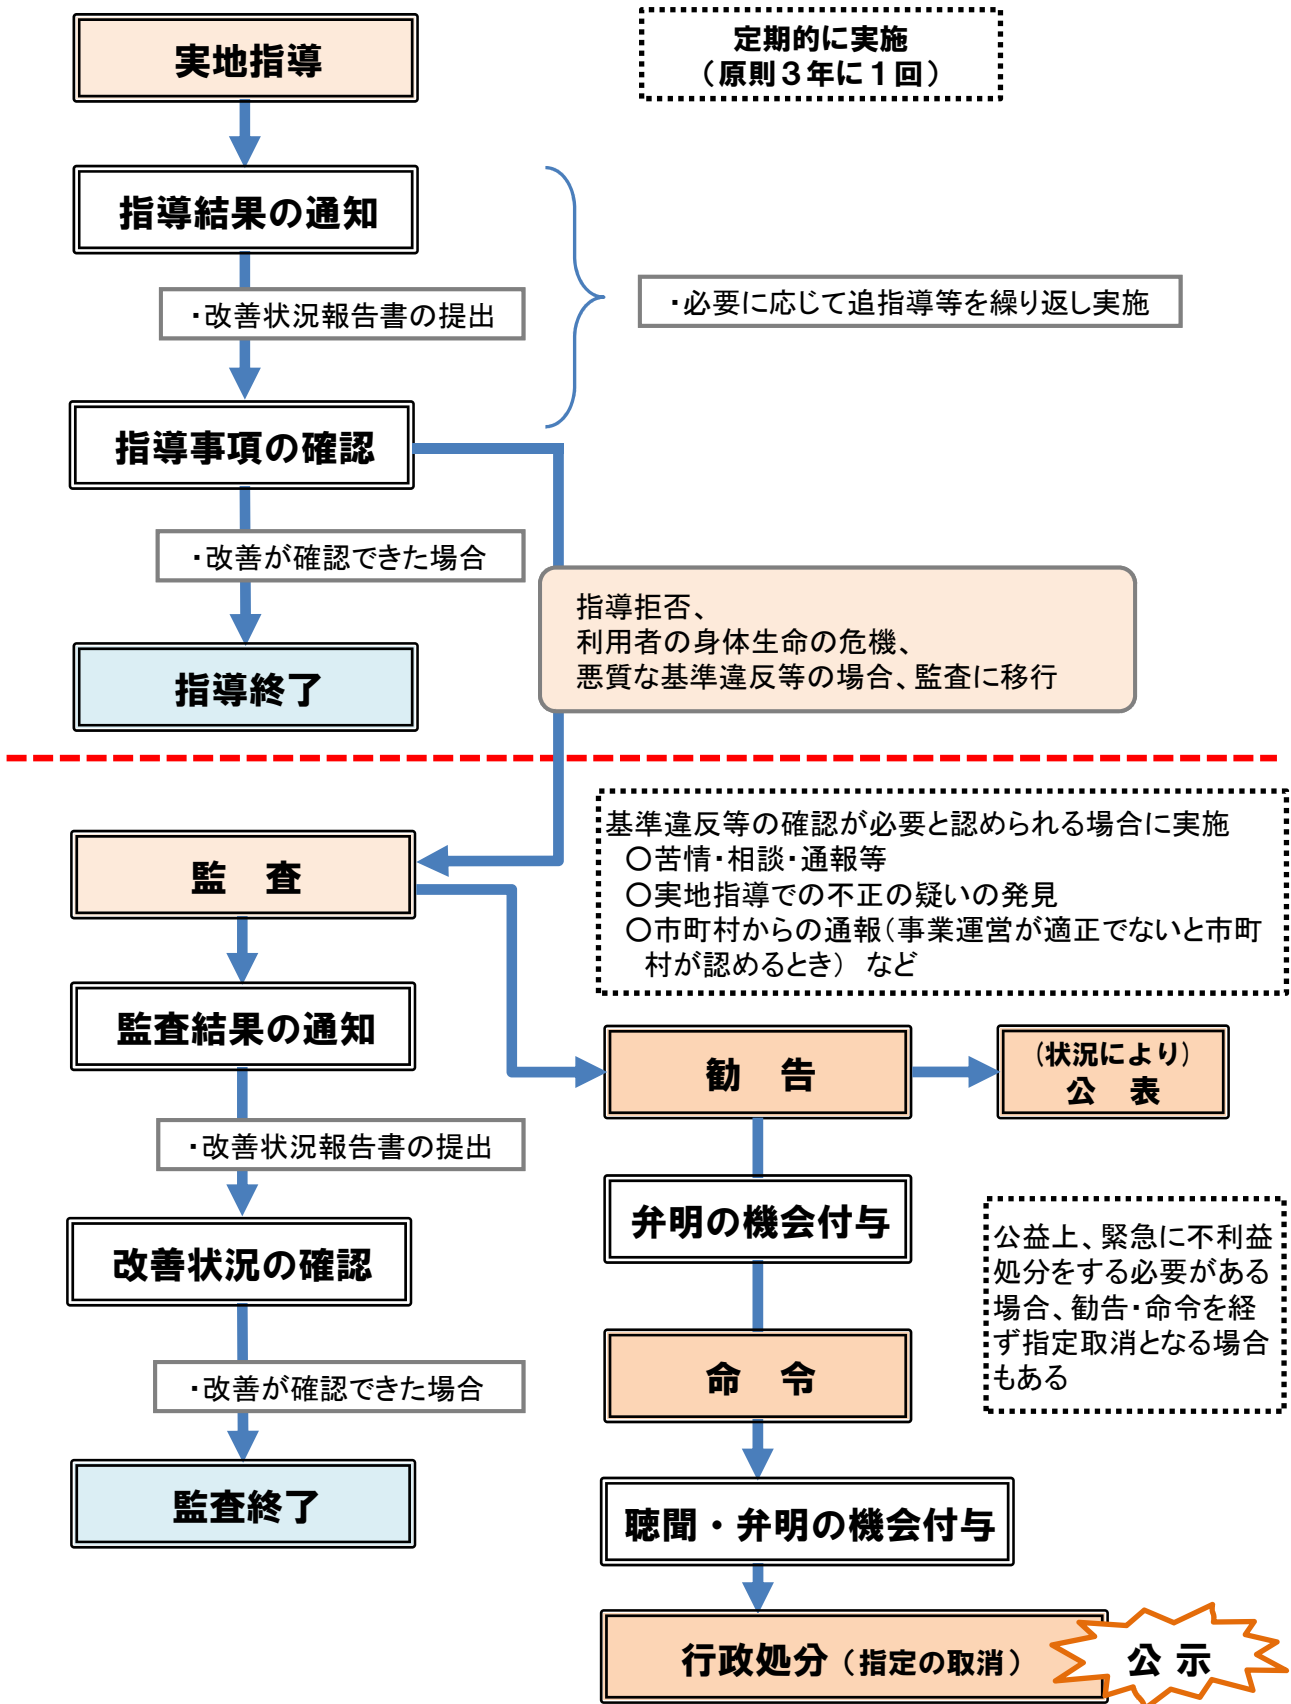 実地指導
定期的に実施
（原則３年に１回）
指導結果の通知
・改善状況報告書の提出
・必要に応じて追指導等を繰り返し実施
指導事項の確認
・改善が確認できた場合
指導拒否、
利用者の身体生命の危機、
悪質な基準違反等の場合、監査に移行
指導終了
基準違反等の確認が必要と認められる場合に実施
〇苦情・相談・通報等
〇実地指導での不正の疑いの発見
〇市町村からの通報（事業運営が適正でないと市町
村が認めるとき） など
監　査
監査結果の通知
勧　告
（状況により）
公　表
・改善状況報告書の提出
弁明の機会付与
改善状況の確認
公益上、緊急に不利益
処分をする必要がある
場合、勧告・命令を経
ず指定取消となる場合
もある
命　令
・改善が確認できた場合
監査終了
聴聞・弁明の機会付与
行政処分（指定の取消）
公 示